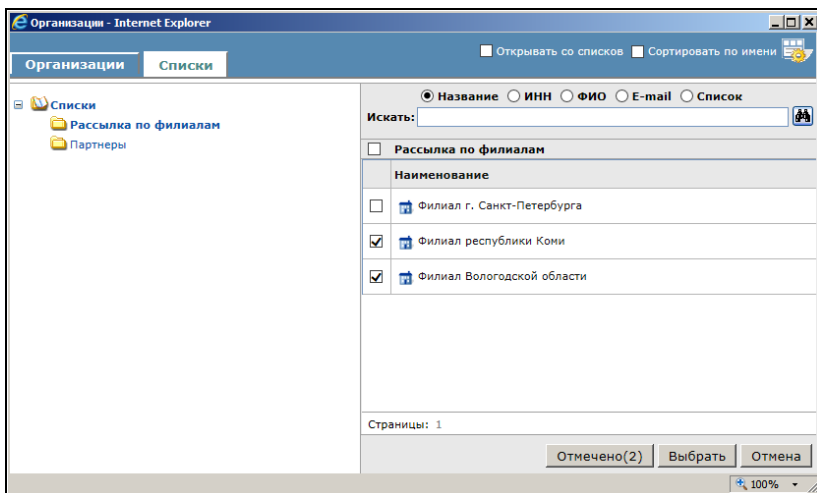 Организации - Internet Explorer
Организации Списки Открывать со списков Сортировать по имени
Списки
Рассылка по филиалам
Партнеры
Название ИНН ФИО E-mail Список
Искать:
Рассылка по филиалам
Наименование
Филиал г. Санкт-Петербурга
Филиал республики Коми
Филиал Вологодской области
Страницы: 1
Отмечено(2) Выбрать Отмена
100%